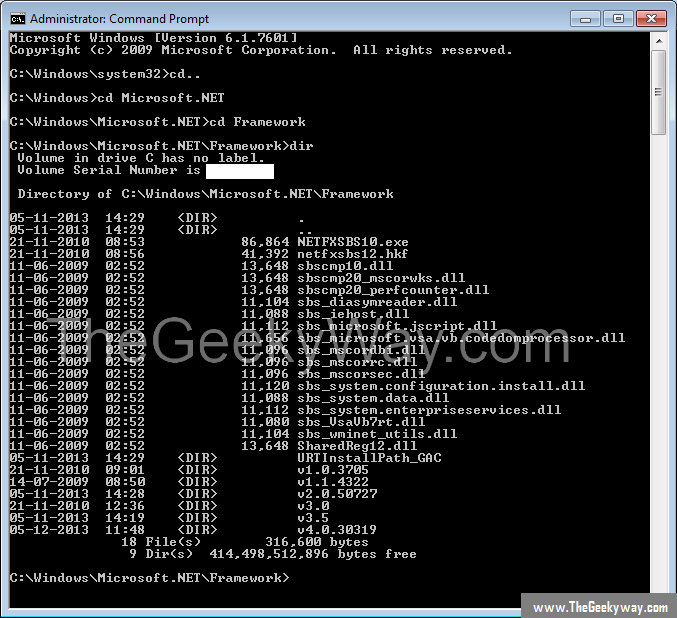 Administrator: Command Prompt
Microsoft Windows [Version 6.1.7601]
Copyright (c) 2009 Microsoft Corporation.  All rights reserved.
C:\Windows\system32>cd..
C:\Windows>cd Microsoft.NET
C:\Windows\Microsoft.NET>cd Framework
C:\Windows\Microsoft.NET\Framework>dir
 Volume in drive C has no label.
 Volume Serial Number is
 Directory of C:\Windows\Microsoft.NET\Framework
05-11-2013  14:29    <DIR>          .
05-11-2013  14:29    <DIR>          ..
21-11-2010  08:53            86,864 NETFXSBS10.exe
21-11-2010  08:56            41,392 netfxsbs12.hkf
11-06-2009  02:52            13,648 sbscmp10.dll
11-06-2009  02:52            13,648 sbscmp20_mscorwks.dll
11-06-2009  02:52            13,648 sbscmp20_perfcounter.dll
11-06-2009  02:52            11,104 sbs_diasymreader.dll
11-06-2009  02:52            11,088 sbs_iehost.dll
11-06-2009  02:52            sbs_microsoft.jscript.dll
11-06-2009  02:52            sbs_microsoft.vsa.vb.codedomprocessor.dll
11-06-2009  02:52            11,096 sbs_mscordbi.dll
11-06-2009  02:52            11,096 sbs_mscorrc.dll
11-06-2009  02:52            11,096 sbs_mscorsec.dll
11-06-2009  02:52            11,120 sbs_system.configuration.install.dll
11-06-2009  02:52            11,088 sbs_system.data.dll
11-06-2009  02:52            11,112 sbs_system.enterpriseservices.dll
11-06-2009  02:52            11,080 sbs_VsaVb7rt.dll
11-06-2009  02:52            11,104 sbs_wminet_utils.dll
11-06-2009  02:52            13,648 SharedReg12.dll
05-11-2013  14:29    <DIR>          URTInstallPath_GAC
21-11-2010  09:01    <DIR>          v1.0.3705
14-07-2009  08:50    <DIR>          v1.1.4322
05-11-2013  14:28    <DIR>          v2.0.50727
21-11-2010  12:36    <DIR>          v3.0
05-11-2013  14:19    <DIR>          v3.5
05-12-2013  11:48    <DIR>          v4.0.30319
              18 File(s)        316,600 bytes
               9 Dir(s)  414,498,512,896 bytes free
C:\Windows\Microsoft.NET\Framework>
TheGeekyWay.com
www.TheGeekyway.com